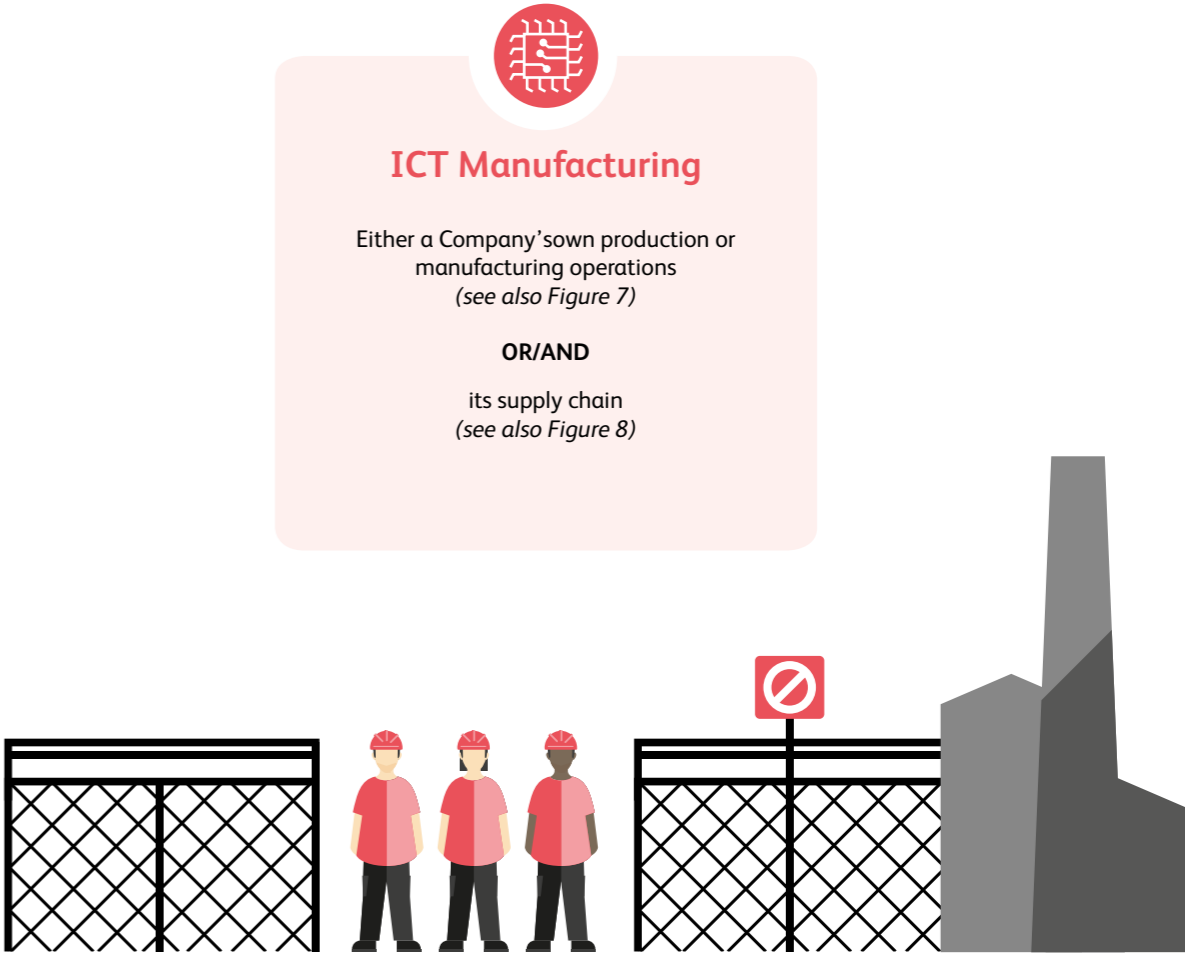 ICT Manufacturing
Either a Company'sown production or
manufacturing operations
(see also Figure 7)
OR/AND
its supply chain
(see also Figure 8)